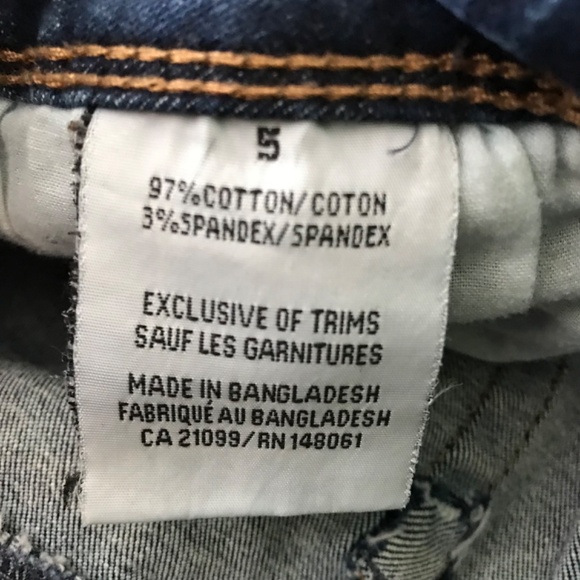 5
97%COTTON/COTON
3%SPANDEX/SPANDEX
EXCLUSIVE OF TRIMS
SAUF LES GARNITURES
MADE IN BANGLADESH
FABRIQUÉ AU BANGLADESH
CA 21099/RN 148061